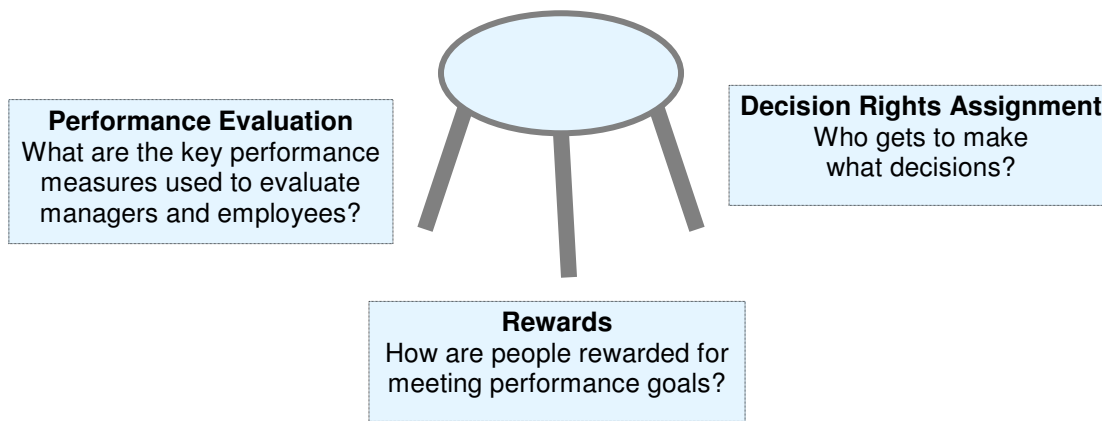 Performance Evaluation
What are the key performance
measures used to evaluate
managers and employees?
Decision Rights Assignment
Who gets to make
what decisions?
Rewards
How are people rewarded for
meeting performance goals?